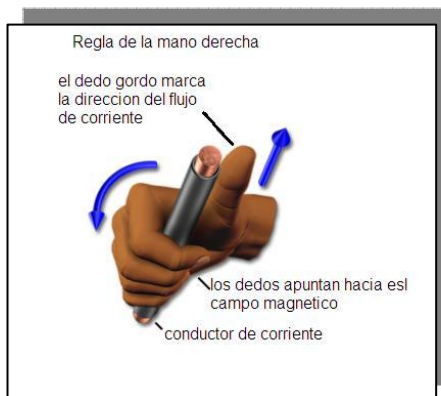 Regla de la mano derecha
el dedo gordo marca
la direccion del flujo
de corriente
los dedos apuntan hacia esl
campo magnetico
conductor de corriente